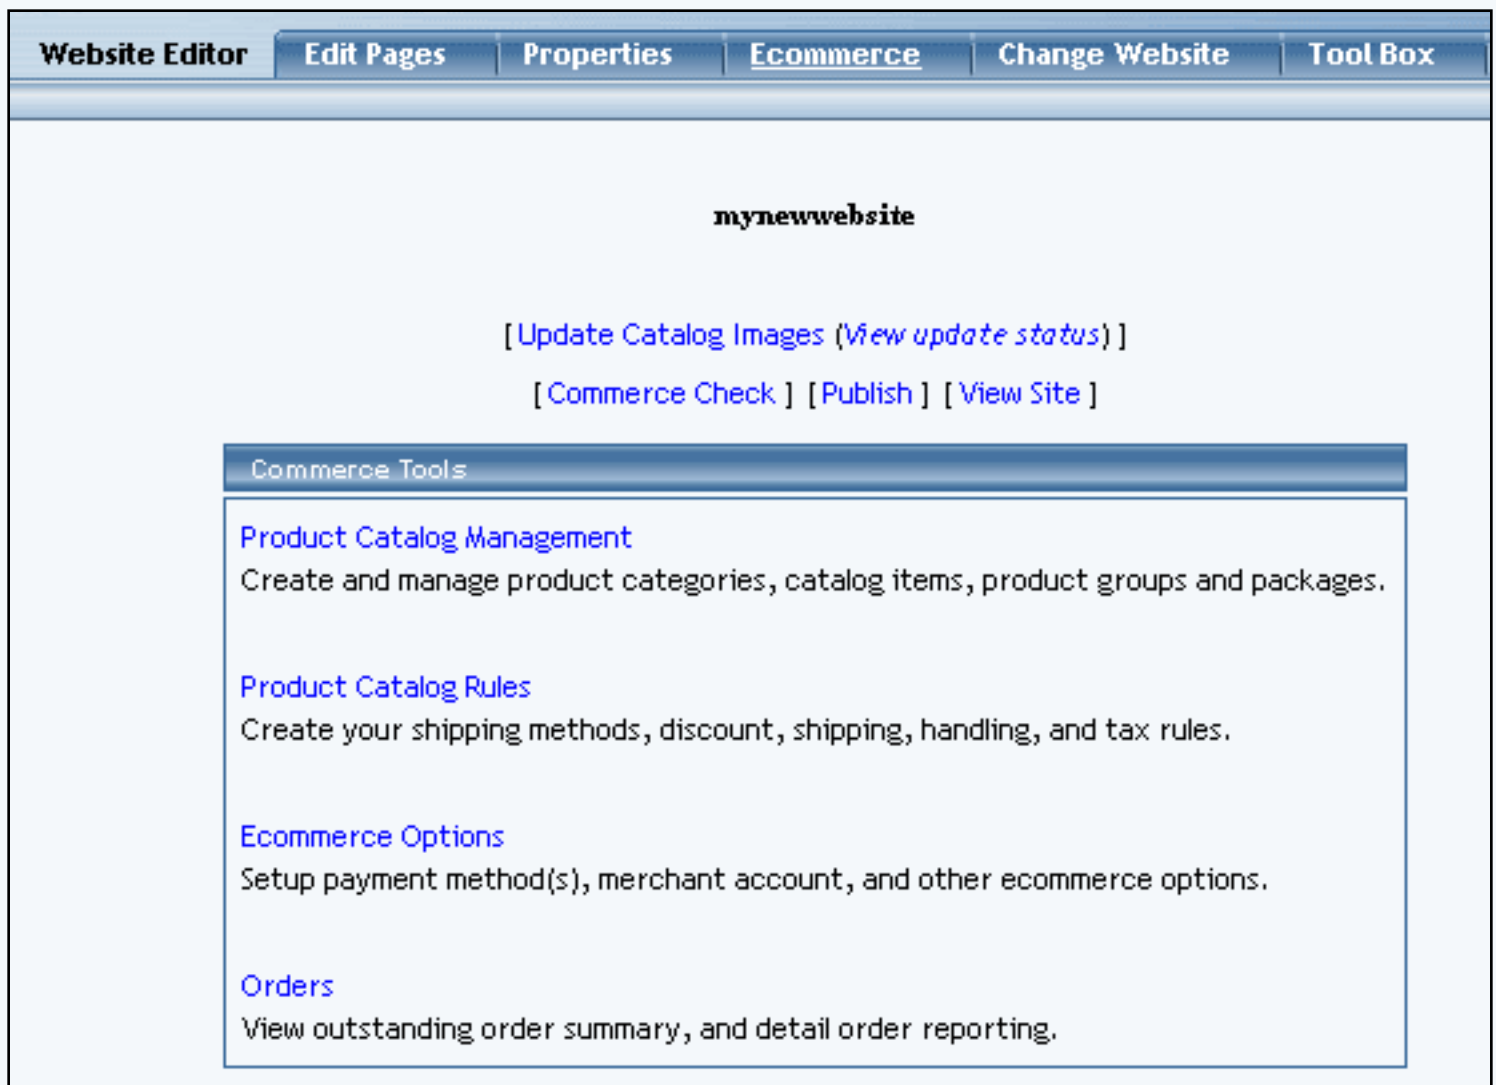 Website Editor Edit Pages Properties Ecommerce Change Website Tool Box
mynewwebsite
[ Update Catalog Images (View update status) ]
[ Commerce Check ] [ Publish ] [ View Site ]
Commerce Tools
Product Catalog Management
Create and manage product categories, catalog items, product groups and packages.
Product Catalog Rules
Create your shipping methods, discount, shipping, handling, and tax rules.
Ecommerce Options
Setup payment method(s), merchant account, and other ecommerce options.
Orders
View outstanding order summary, and detail order reporting.